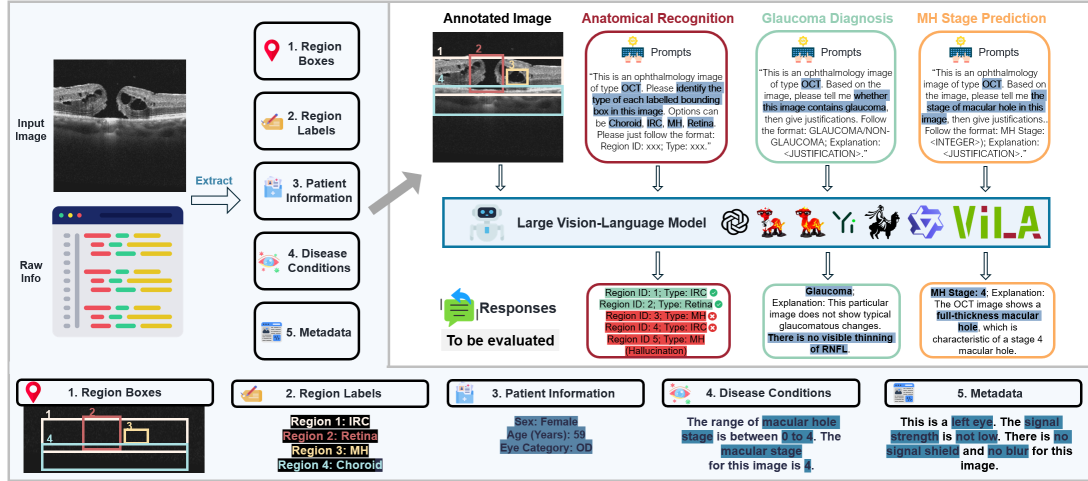 Input
Image
Raw
Info
Extract
1. Region
Boxes
2. Region
Labels
3. Patient
Information
4. Disease
Conditions
5. Metadata
Annotated Image
1
2
3
4
Anatomical Recognition
Prompts
“This is an ophthalmology image
of type OCT. Please identify the
type of each labelled bounding
box in this image. Options can
be Choroid, IRC, MH, Retina.
Please just follow the format:
Region ID: xxx; Type: xxx.”
Glaucoma Diagnosis
Prompts
“This is an ophthalmology image
of type OCT. Based on the
image, please tell me whether
this image contains glaucoma,
then give justifications. Follow
the format: GLAUCOMA/NON-
GLAUCOMA; Explanation:
<JUSTIFICATION>.”
MH Stage Prediction
Prompts
“This is an ophthalmology
image of type OCT. Based on
the image, please tell me the
stage of macular hole in this
image, then give justifications..
Follow the format: MH Stage:
<INTEGER>); Explanation:
<JUSTIFICATION>.”
Large Vision-Language Model
Yi
ViLA
Responses
To be evaluated
Region ID: 1; Type: IRC
Region ID: 2; Type: Retina
Region ID: 3; Type: MH
Region ID: 4; Type: IRC
Region ID 5; Type: MH
(Hallucination)
Glaucoma;
Explanation: This particular
image does not show typical
glaucomatous changes.
There is no visible thinning
of RNFL.
MH Stage: 4; Explanation:
The OCT image shows a
full-thickness macular
hole, which is
characteristic of a stage 4
macular hole.
1. Region Boxes
1
2
3
4
2. Region Labels
Region 1: IRC
Region 2: Retina
Region 3: MH
Region 4: Choroid
3. Patient Information
Sex: Female
Age (Years): 59
Eye Category: OD
4. Disease Conditions
The range of macular hole
stage is between 0 to 4. The
macular stage
for this image is 4.
5. Metadata
This is a left eye. The signal
strength is not low. There is no
signal shield and no blur for this
image.